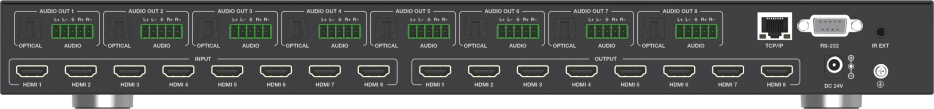 AUDIO OUT 1 AUDIO OUT 2 AUDIO OUT 3 AUDIO OUT 4 AUDIO OUT 5 AUDIO OUT 6 AUDIO OUT 7 AUDIO OUT 8
L+ L- R+ R- L+ L- R+ R- L+ L- R+ R- L+ L- R+ R- L+ L- R+ R- L+ L- R+ R- L+ L- R+ R- L+ L- R+ R-
OPTICAL AUDIO OPTICAL AUDIO OPTICAL AUDIO OPTICAL AUDIO OPTICAL AUDIO OPTICAL AUDIO OPTICAL AUDIO OPTICAL AUDIO TCP/IP RS-232 IR EXT
INPUT OUTPUT
HDMI 1 HDMI 2 HDMI 3 HDMI 4 HDMI 5 HDMI 6 HDMI 7 HDMI 8 HDMI 1 HDMI 2 HDMI 3 HDMI 4 HDMI 5 HDMI 6 HDMI 7 HDMI 8 DC 24V